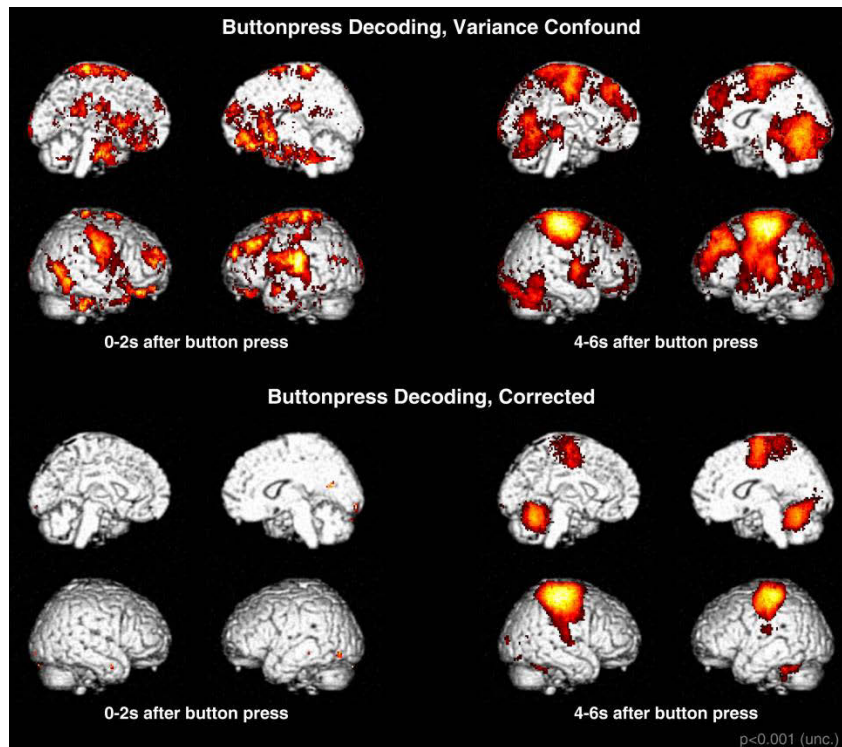 Buttonpress Decoding, Variance Confound
0-2s after button press
4-6s after button press
Buttonpress Decoding, Corrected
0-2s after button press
4-6s after button press
p<0.001 (unc.)